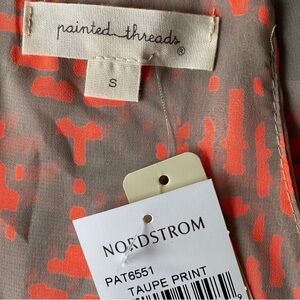 painted threads®
S
NORDSTROM
PAT6551
TAUPE PRINT